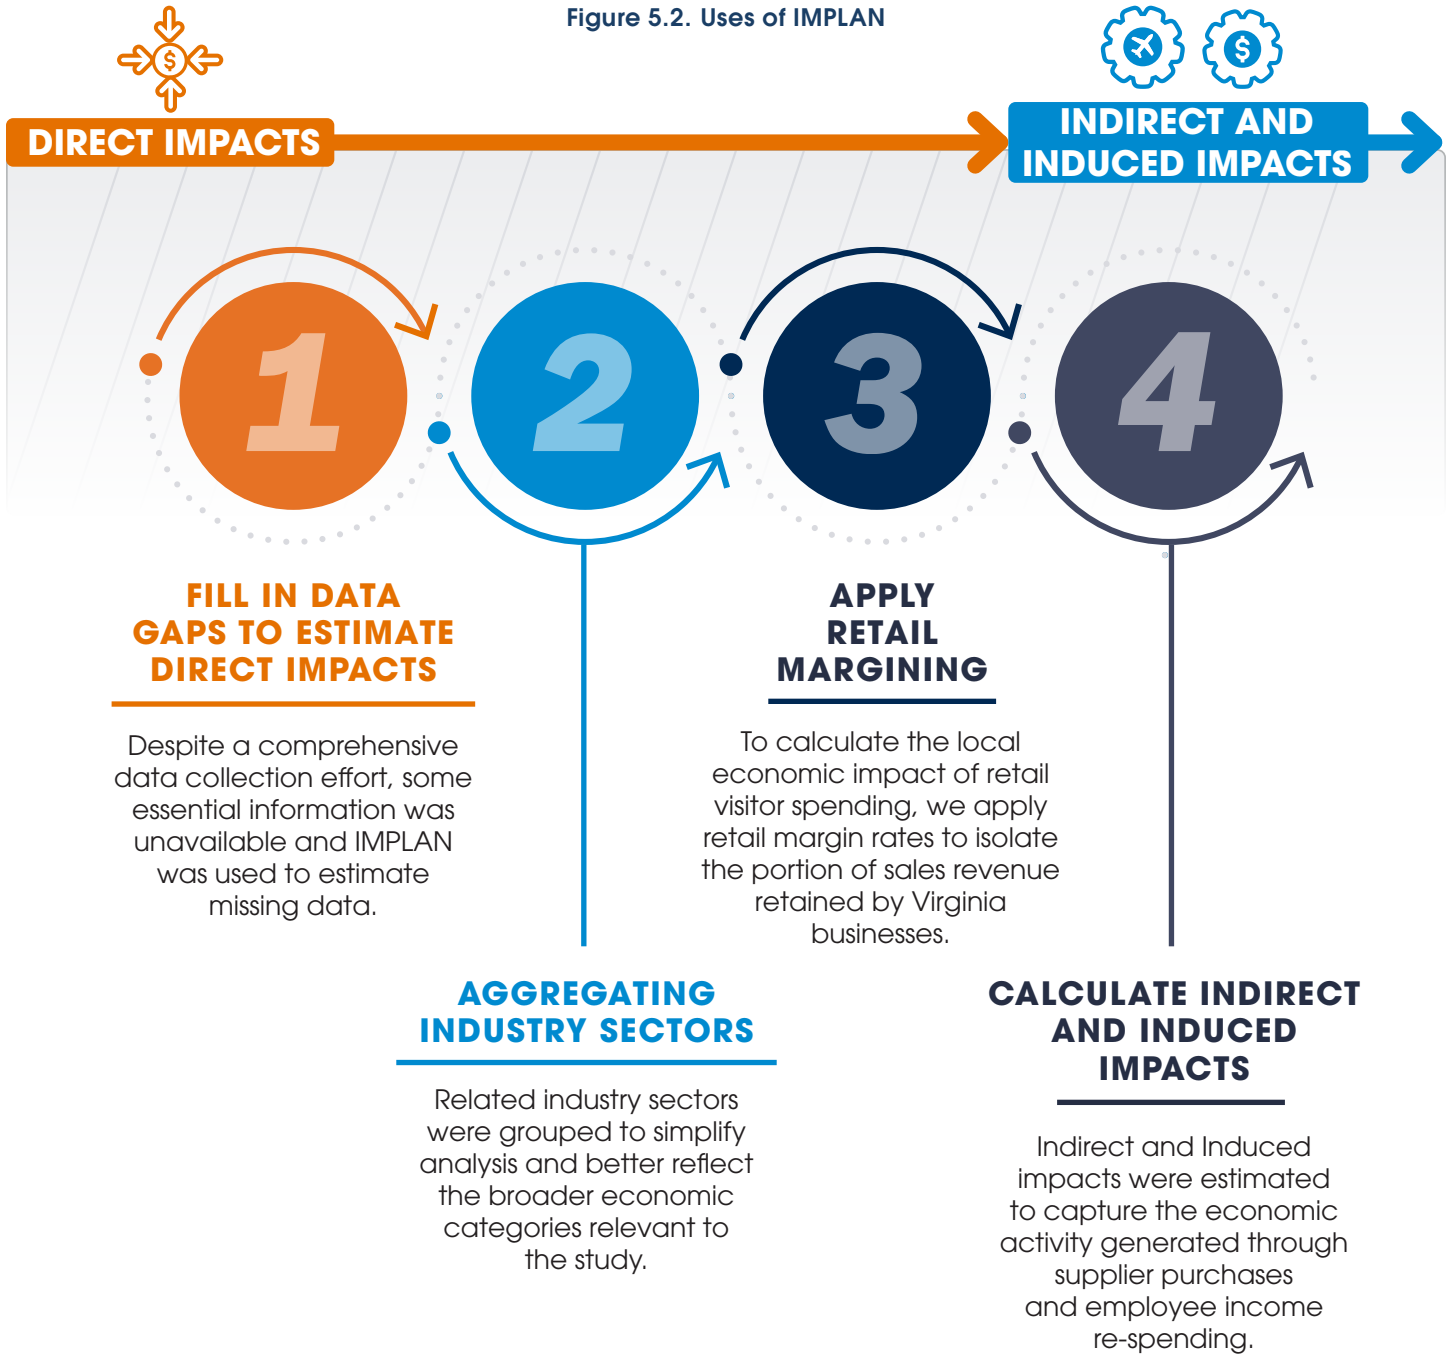 Figure 5.2. Uses of IMPLAN
$
$
DIRECT IMPACTS
INDIRECT AND
INDUCED IMPACTS
1
2
3
4
FILL IN DATA
GAPS TO ESTIMATE
DIRECT IMPACTS
Despite a comprehensive
data collection effort, some
essential information was
unavailable and IMPLAN
was used to estimate
missing data.
AGGREGATING
INDUSTRY SECTORS
Related industry sectors
were grouped to simplify
analysis and better reflect
the broader economic
categories relevant to
the study.
APPLY
RETAIL
MARGINING
To calculate the local
economic impact of retail
visitor spending, we apply
retail margin rates to isolate
the portion of sales revenue
retained by Virginia
businesses.
CALCULATE INDIRECT
AND INDUCED
IMPACTS
Indirect and Induced
impacts were estimated
to capture the economic
activity generated through
supplier purchases
and employee income
re-spending.